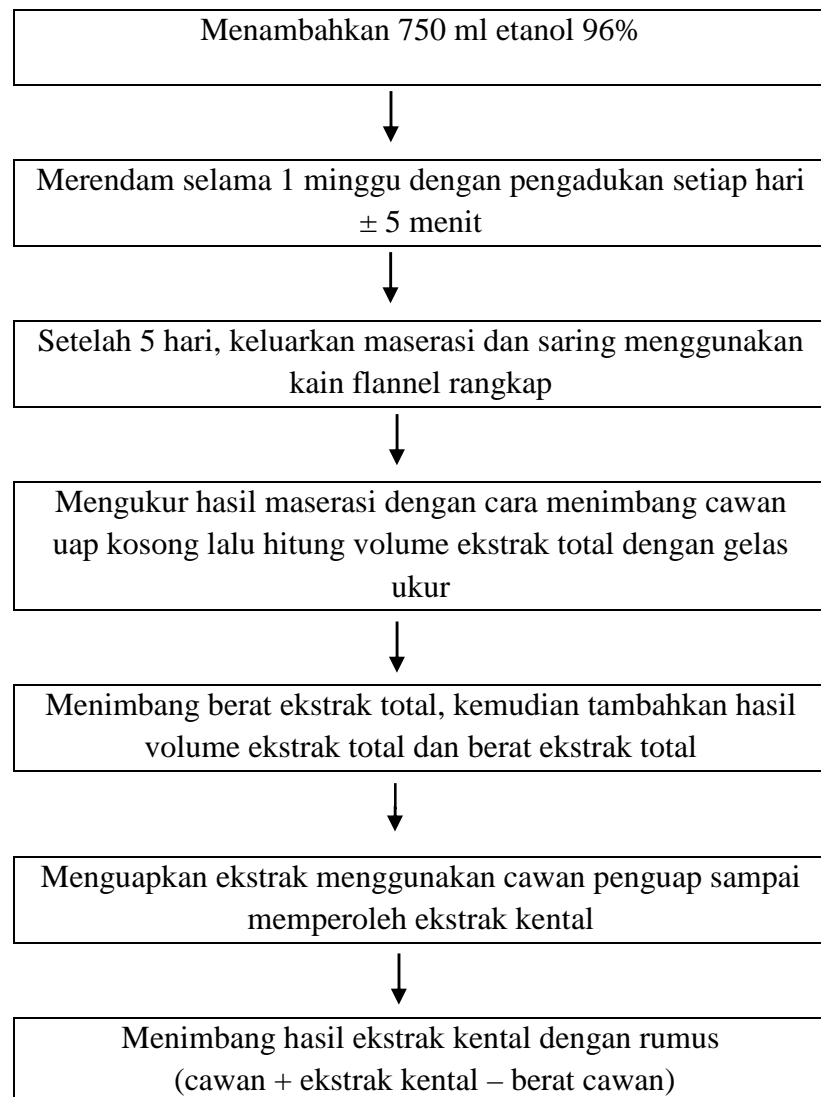 Menambahkan 750 ml etanol 96%
Merendam selama 1 minggu dengan pengadukan setiap hari
± 5 menit
Setelah 5 hari, keluarkan maserasi dan saring menggunakan
kain flannel rangkap
Mengukur hasil maserasi dengan cara menimbang cawan
uap kosong lalu hitung volume ekstrak total dengan gelas
ukur
Menimbang berat ekstrak total, kemudian tambahkan hasil
volume ekstrak total dan berat ekstrak total
Menguapkan ekstrak menggunakan cawan penguap sampai
memperoleh ekstrak kental
Menimbang hasil ekstrak kental dengan rumus
(cawan + ekstrak kental – berat cawan)